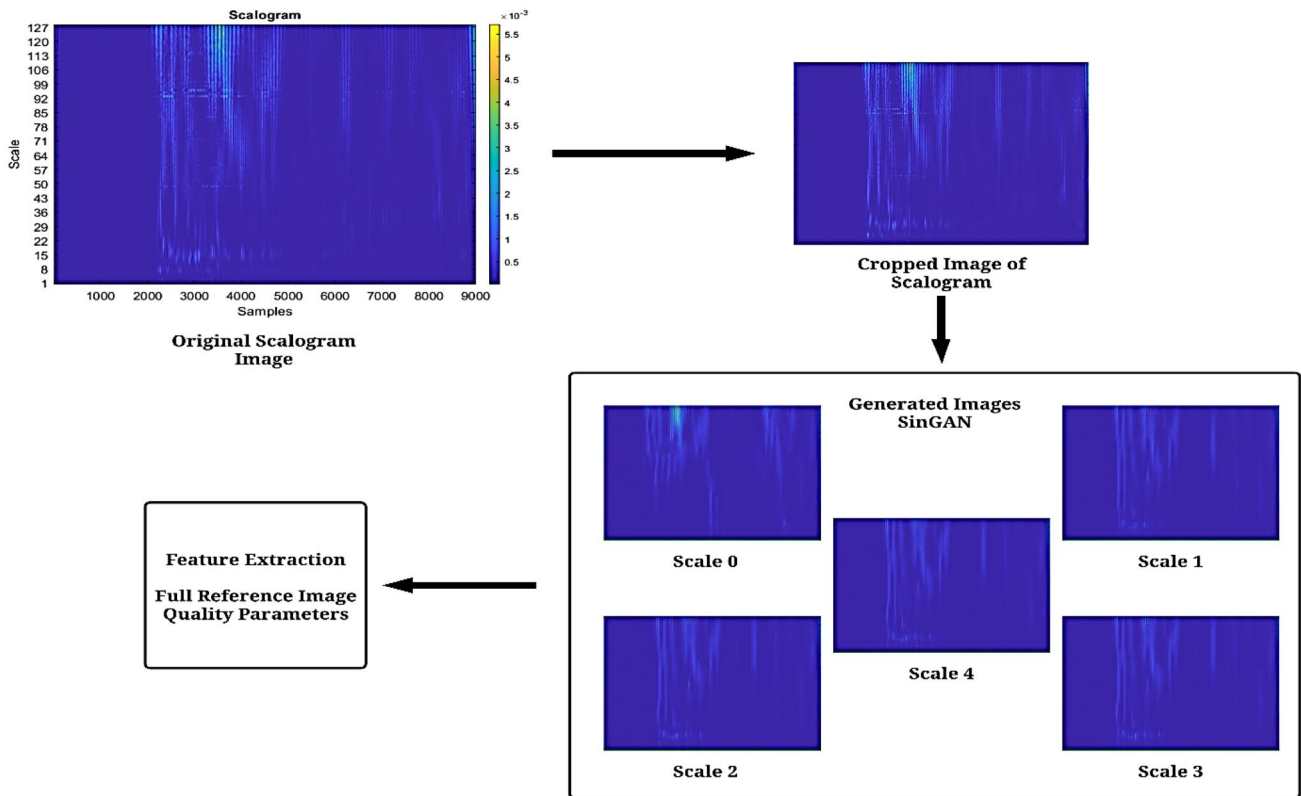 Scalogram
×10⁻³
127
120
113
106
99
92
85
78
71
64
57
50
43
36
29
22
15
8
1
Scale
5.5
5
4.5
4
3.5
3
2.5
2
1.5
1
0.5
1000 2000 3000 4000 5000 6000 7000 8000 9000
Samples
Original Scalogram
Image
Cropped Image of
Scalogram
Generated Images
SinGAN
Scale 0
Scale 1
Scale 4
Scale 2
Scale 3
Feature Extraction
Full Reference Image
Quality Parameters